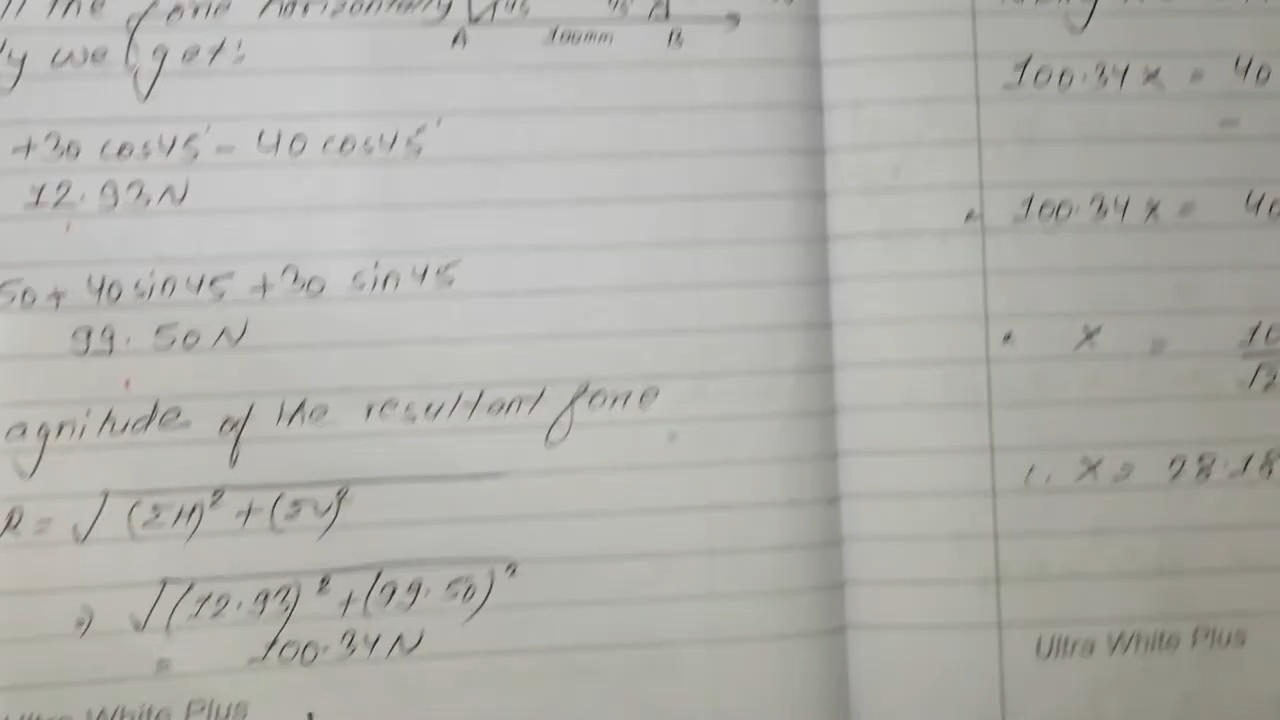 the force horizontally
y we get:
A 100mm B
+30 cos45° - 40 cos45°
12.93N
50+ 40sin45 +30 sin45
99.50N
agnitude of the resultant force
R = √(ΣH)² + (ΣV)²
⇒ √(12.93)² + (99.50)²
= 100.34N
Ultra White Plus
100.34 x = 40
-
100.34 x = 40
x =
x = 28.18
Ultra White Plus